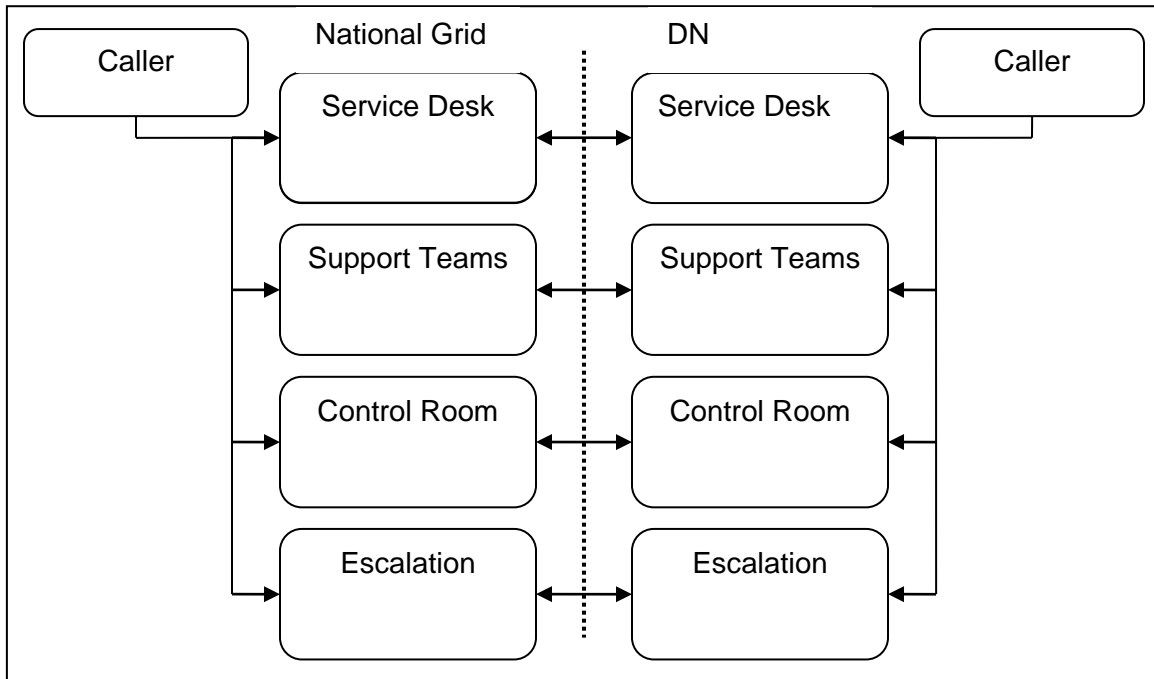 National Grid DN
Caller Caller
Service Desk Service Desk
Support Teams Support Teams
Control Room Control Room
Escalation Escalation